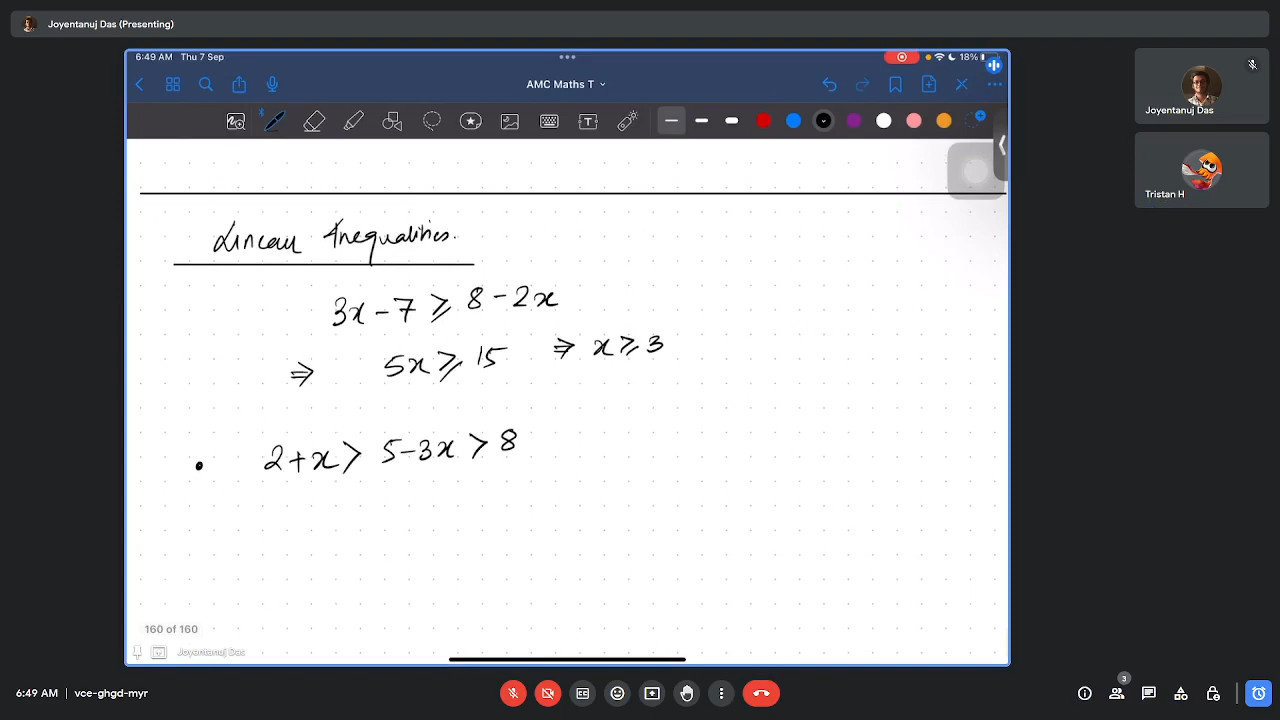 Joyentanuj Das (Presenting)
6:49 AM Thu 7 Sep
18%
AMC Maths T
Linear Inequalities.
3x - 7 ⩾ 8 - 2x
⇒ 5x ⩾ 15 ⇒ x ⩾ 3
• 2 + x > 5 - 3x > 8
160 of 160
Joyentanuj Das
Joyentanuj Das
Tristan H
6:49 AM | vce-ghgd-myr
3